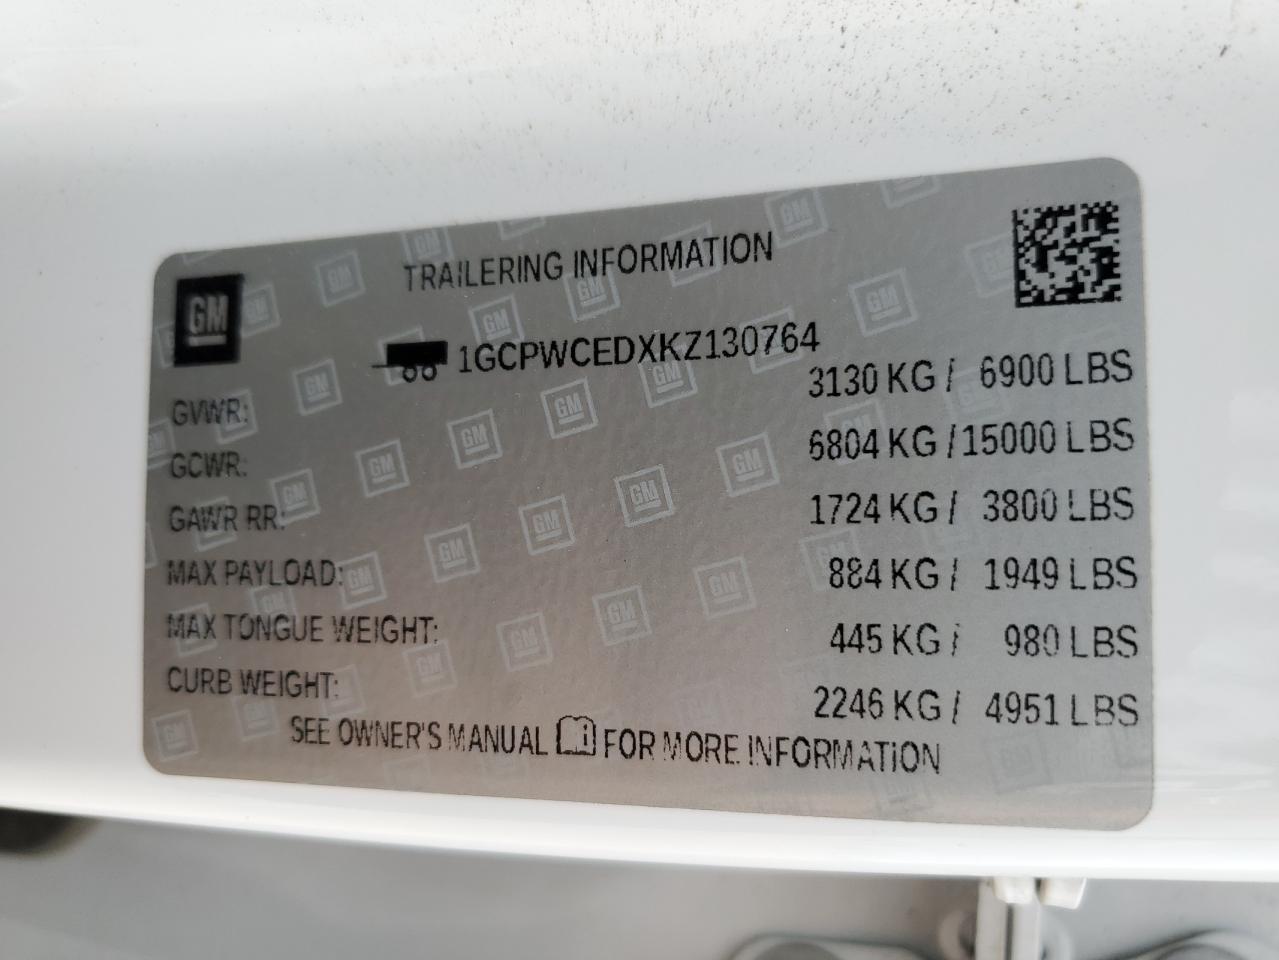 GM
TRAILERING INFORMATION
1GCPWCEDXKZ130764
GVWR: 3130 KG / 6900 LBS
GCWR: 6804 KG / 15000 LBS
GAWR RR: 1724 KG / 3800 LBS
MAX PAYLOAD: 884 KG / 1949 LBS
MAX TONGUE WEIGHT: 445 KG / 980 LBS
CURB WEIGHT: 2246 KG / 4951 LBS
SEE OWNER'S MANUAL FOR MORE INFORMATION